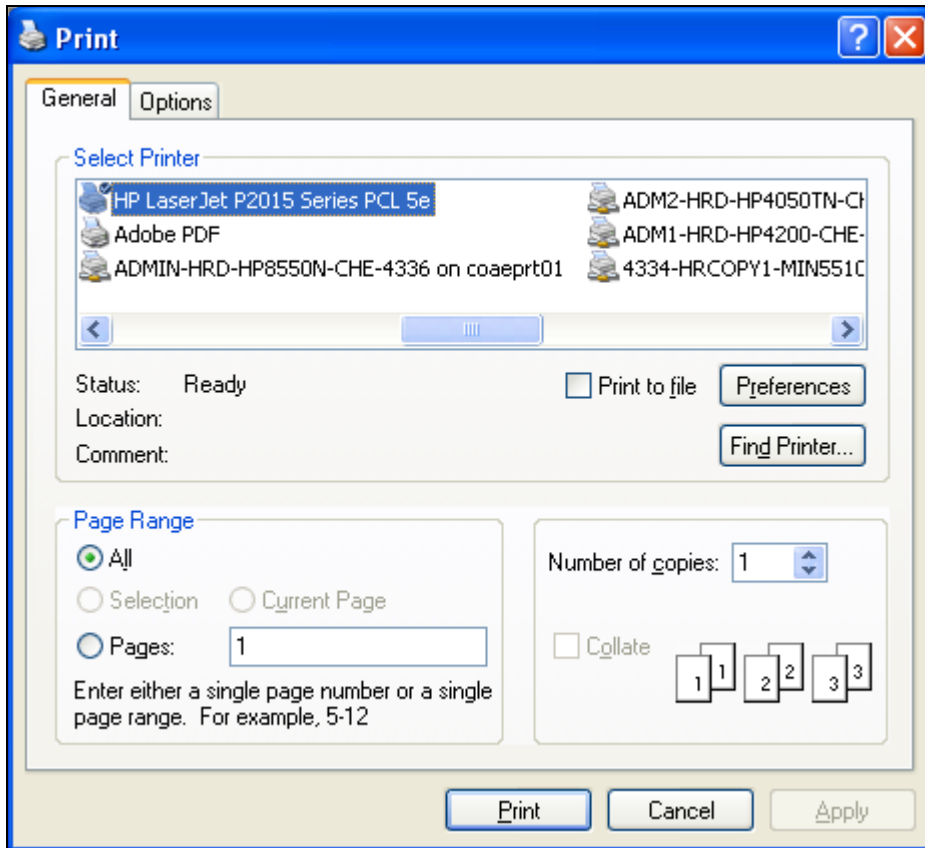 Print
General Options
Select Printer
HP LaserJet P2015 Series PCL 5e
Adobe PDF
ADMIN-HRD-HP8550N-CHE-4336 on coaeprt01
ADM2-HRD-HP4050TN-CH
ADM1-HRD-HP4200-CHE-
4334-HRCOPY1-MIN551C
Status: Ready
Location:
Comment:
Print to file
Preferences
Find Printer...
Page Range
All
Selection Current Page
Pages: 1
Enter either a single page number or a single
page range. For example, 5-12
Number of copies: 1
Collate
1 1 2 2 3 3
Print Cancel Apply